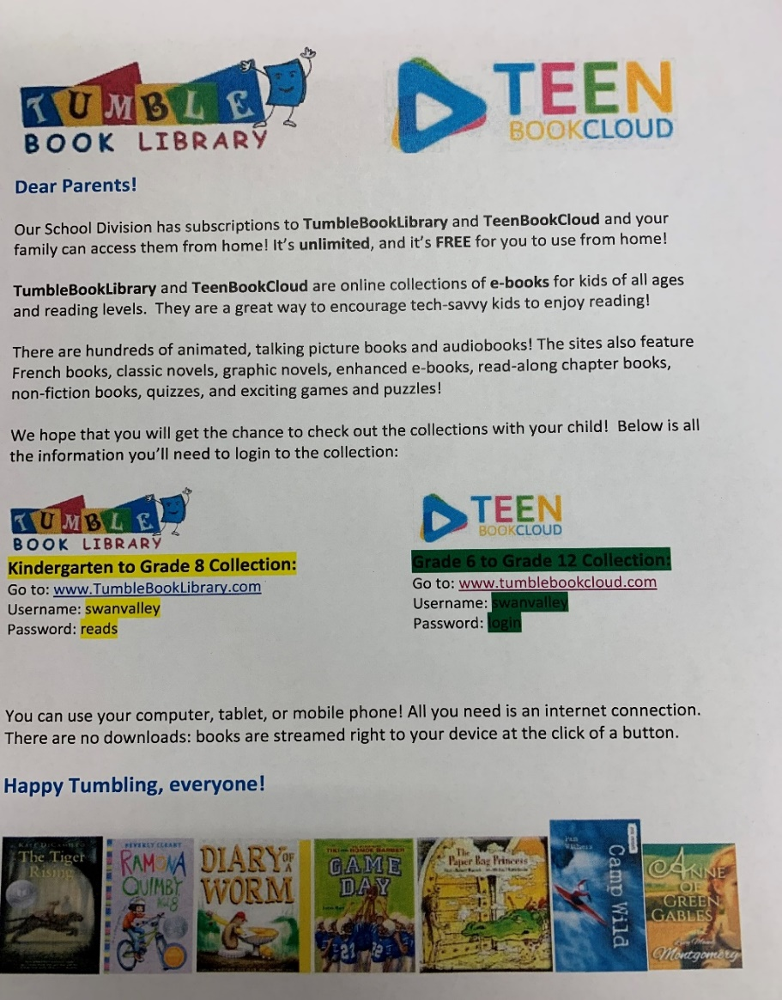 TUMBLE
BOOK LIBRARY
TEEN
BOOKCLOUD
Dear Parents!
Our School Division has subscriptions to TumbleBookLibrary and TeenBookCloud and your
family can access them from home! It's unlimited, and it's FREE for you to use from home!
TumbleBookLibrary and TeenBookCloud are online collections of e-books for kids of all ages
and reading levels. They are a great way to encourage tech-savvy kids to enjoy reading!
There are hundreds of animated, talking picture books and audiobooks! The sites also feature
French books, classic novels, graphic novels, enhanced e-books, read-along chapter books,
non-fiction books, quizzes, and exciting games and puzzles!
We hope that you will get the chance to check out the collections with your child! Below is all
the information you'll need to login to the collection:
TUMBLE
BOOK LIBRARY
Kindergarten to Grade 8 Collection:
Go to: www.TumbleBookLibrary.com
Username: swanvalley
Password: reads
TEEN
BOOKCLOUD
Grade 6 to Grade 12 Collection:
Go to: www.tumblebookcloud.com
Username: swanvalley
Password: login
You can use your computer, tablet, or mobile phone! All you need is an internet connection.
There are no downloads: books are streamed right to your device at the click of a button.
Happy Tumbling, everyone!
The Tiger
Rising
BEVERLY CLEARY
RAMONA
QUIMBY,
AGE 8
DIARY OF A
WORM
GAME
DAY
21
22
The
Paper Bag Princess
Camp Wild
ANNE
OF
GREEN
GABLES
Montgomery